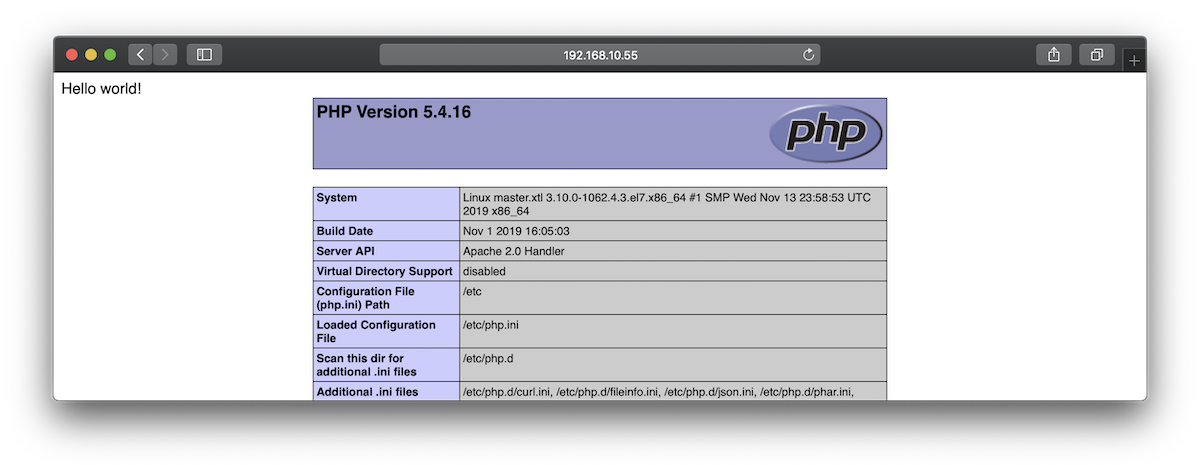 192.168.10.55
Hello world!
PHP Version 5.4.16
php
System
Linux master.xtl 3.10.0-1062.4.3.el7.x86_64 #1 SMP Wed Nov 13 23:58:53 UTC
2019 x86_64
Build Date
Nov 1 2019 16:05:03
Server API
Apache 2.0 Handler
Virtual Directory Support
disabled
Configuration File
(php.ini) Path
/etc
Loaded Configuration
File
/etc/php.ini
Scan this dir for
additional .ini files
/etc/php.d
Additional .ini files
/etc/php.d/curl.ini, /etc/php.d/fileinfo.ini, /etc/php.d/json.ini, /etc/php.d/phar.ini,